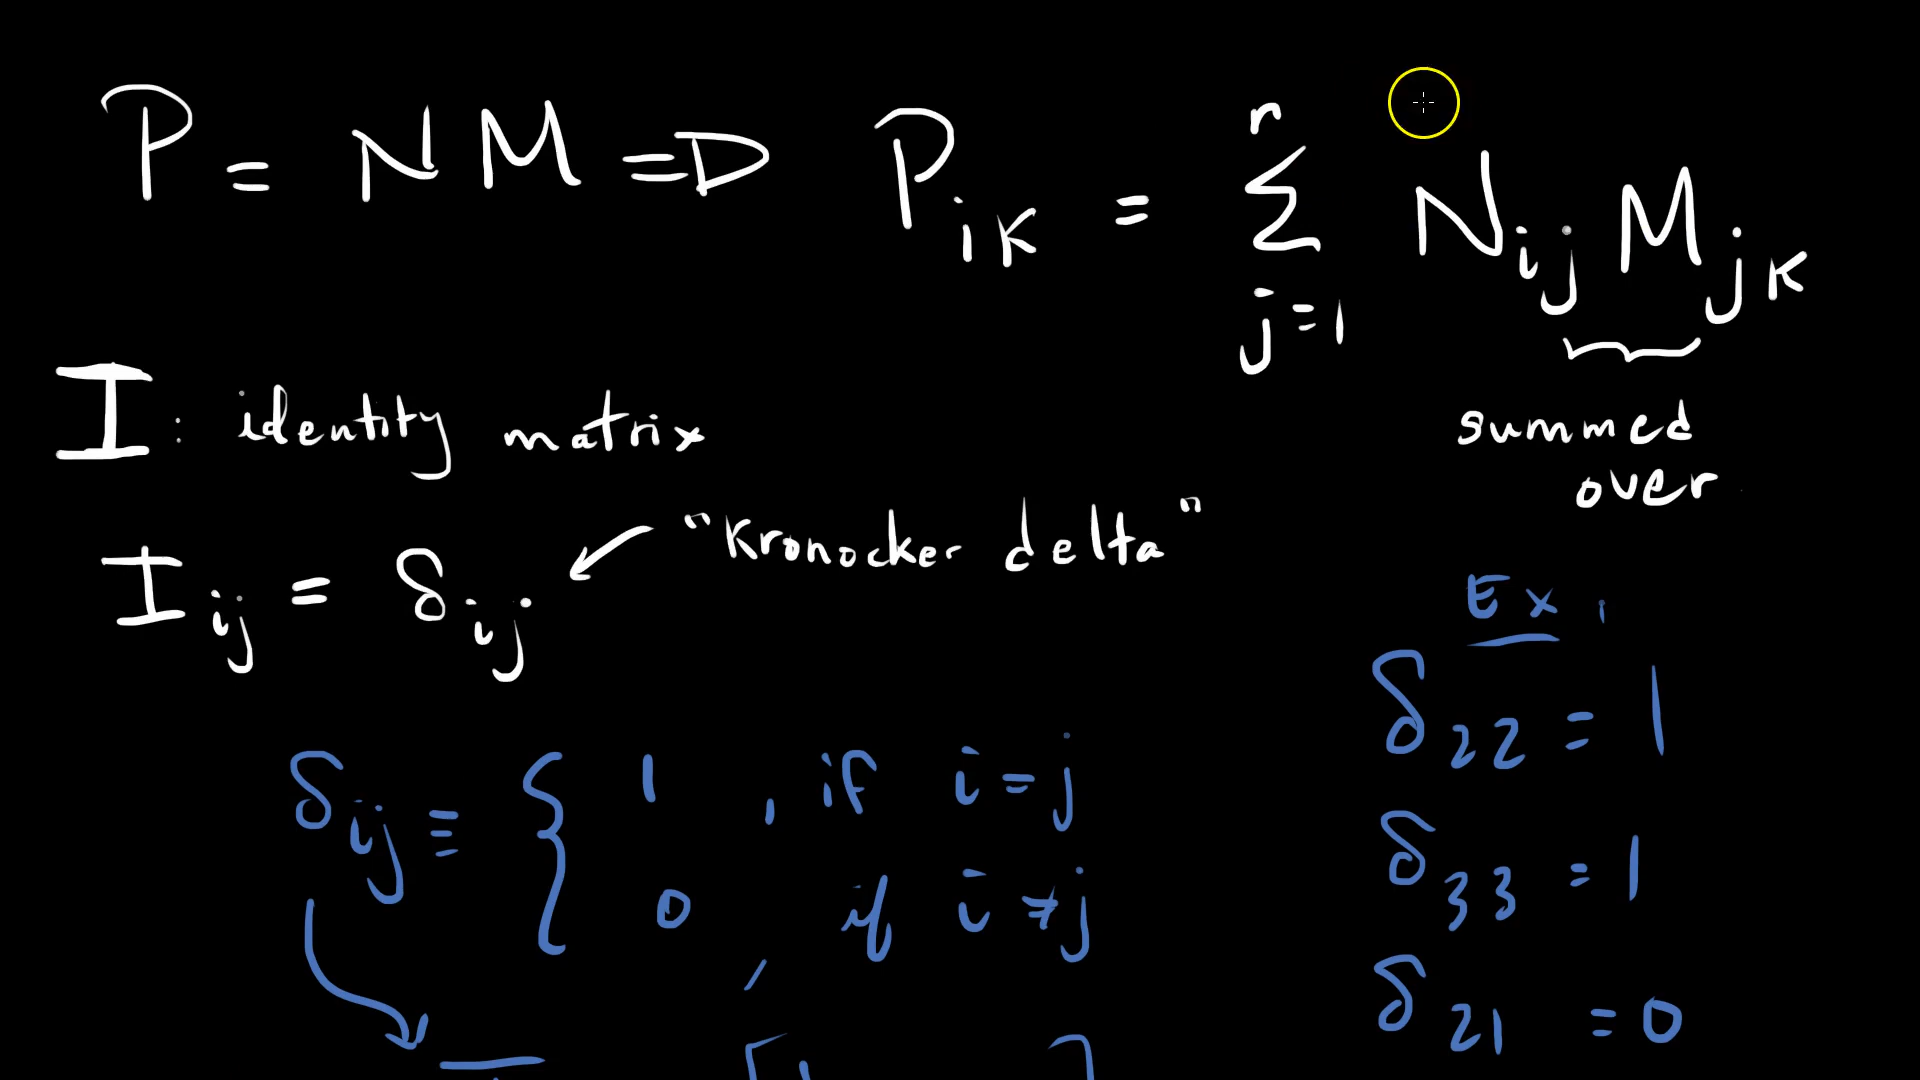 P = NM = D
P_ik = Σ_{j=1}^{r} N_ij M_jk
summed
over
I : identity matrix
I_ij = δ_ij "Kronocker delta"
δ_ij ≡ { 1 , if i = j
0 , if i ≠ j
Ex.
δ_22 = 1
δ_33 = 1
δ_21 = 0